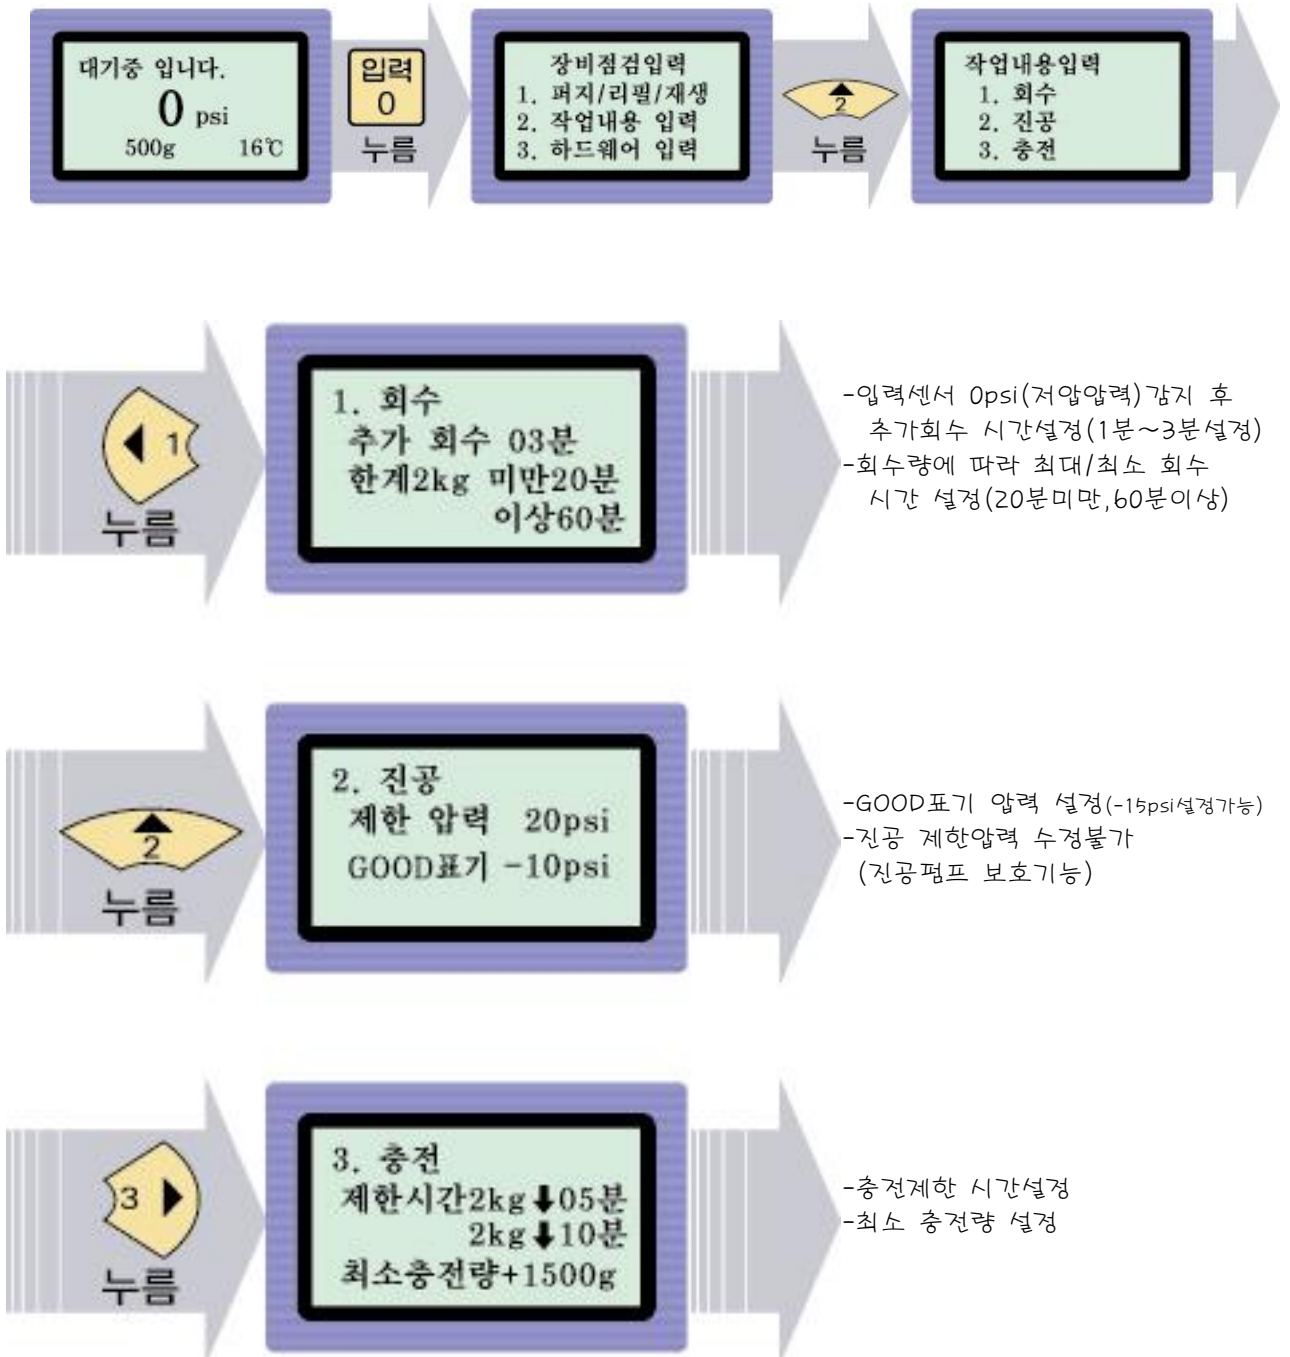 대기중 입니다.
0 psi
500g 16℃
입력
0
누름
장비점검입력
1. 퍼지/리필/재생
2. 작업내용 입력
3. 하드웨어 입력
2
누름
작업내용입력
1. 회수
2. 진공
3. 충전
1
누름
1. 회수
추가 회수 03분
한계2kg 미만20분
이상60분
-입력센서 0psi(저압압력)감지 후
추가회수 시간설정(1분~3분설정)
-회수량에 따라 최대/최소 회수
시간 설정(20분미만,60분이상)
2
누름
2. 진공
제한 압력 20psi
GOOD표기 -10psi
-GOOD표기 압력 설정(-15psi설정가능)
-진공 제한압력 수정불가
(진공펌프 보호기능)
3
누름
3. 충전
제한시간2kg⬇05분
2kg⬇10분
최소충전량+1500g
-충전제한 시간설정
-최소 충전량 설정